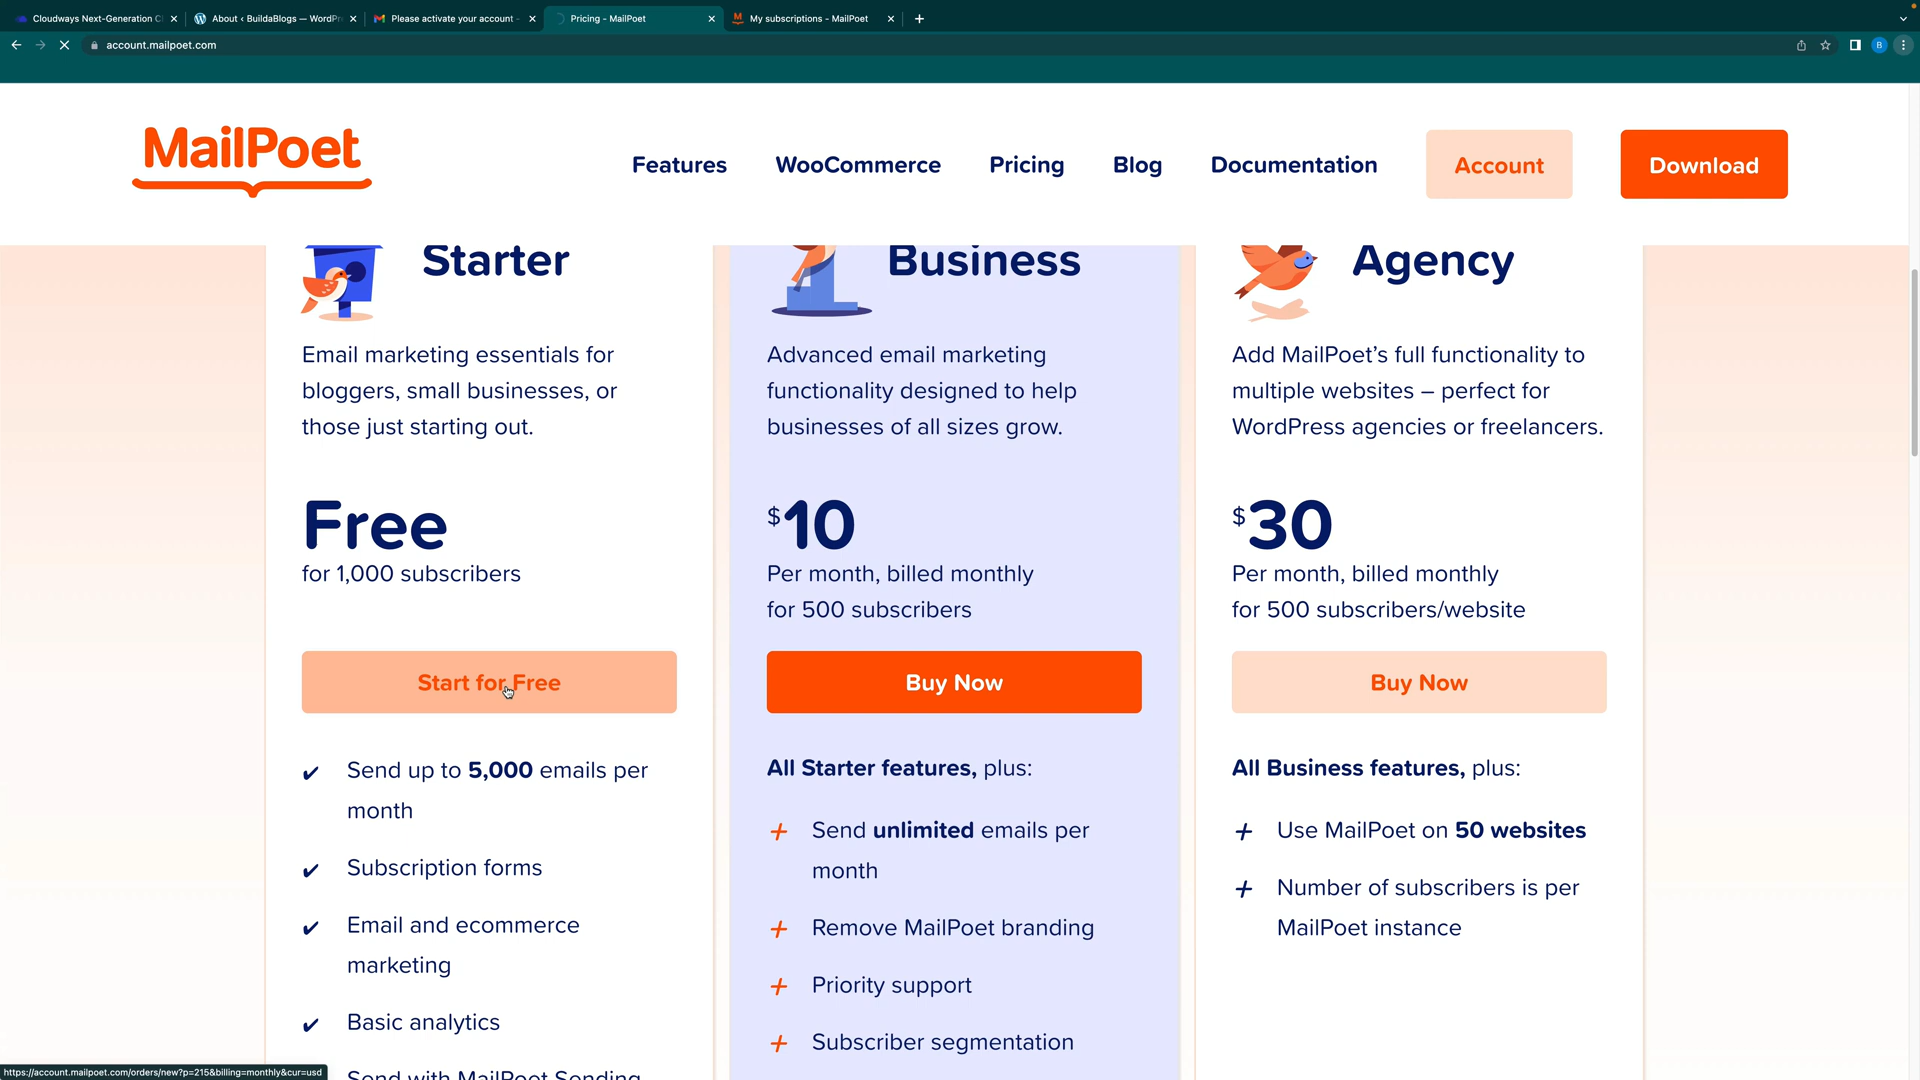 Cloudways Next-Generation Cl
About ‹ BuildaBlogs — WordPr
Please activate your account -
Pricing - MailPoet
My subscriptions - MailPoet
account.mailpoet.com
B
MailPoet
Features
WooCommerce
Pricing
Blog
Documentation
Account
Download
Starter
Email marketing essentials for
bloggers, small businesses, or
those just starting out.
Free
for 1,000 subscribers
Start for Free
✔ Send up to 5,000 emails per
month
✔ Subscription forms
✔ Email and ecommerce
marketing
✔ Basic analytics
Send with MailPoet Sending
Business
Advanced email marketing
functionality designed to help
businesses of all sizes grow.
$10
Per month, billed monthly
for 500 subscribers
Buy Now
All Starter features, plus:
+ Send unlimited emails per
month
+ Remove MailPoet branding
+ Priority support
+ Subscriber segmentation
Agency
Add MailPoet’s full functionality to
multiple websites – perfect for
WordPress agencies or freelancers.
$30
Per month, billed monthly
for 500 subscribers/website
Buy Now
All Business features, plus:
+ Use MailPoet on 50 websites
+ Number of subscribers is per
MailPoet instance
https://account.mailpoet.com/orders/new?p=215&billing=monthly&cur=usd